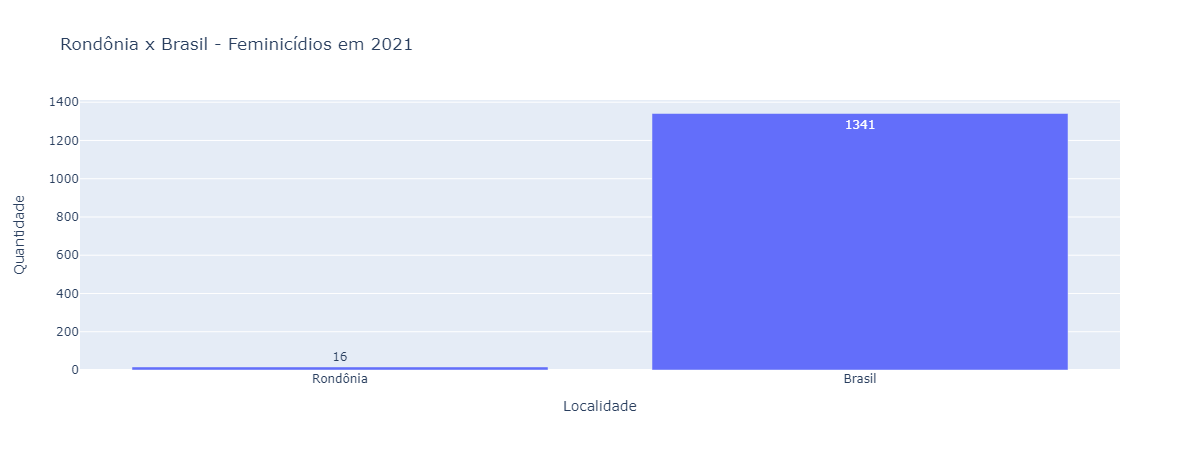 Rondônia x Brasil - Feminicídios em 2021
1400
1200
1000
800
600
400
200
0
Quantidade
16
1341
Rondônia
Brasil
Localidade